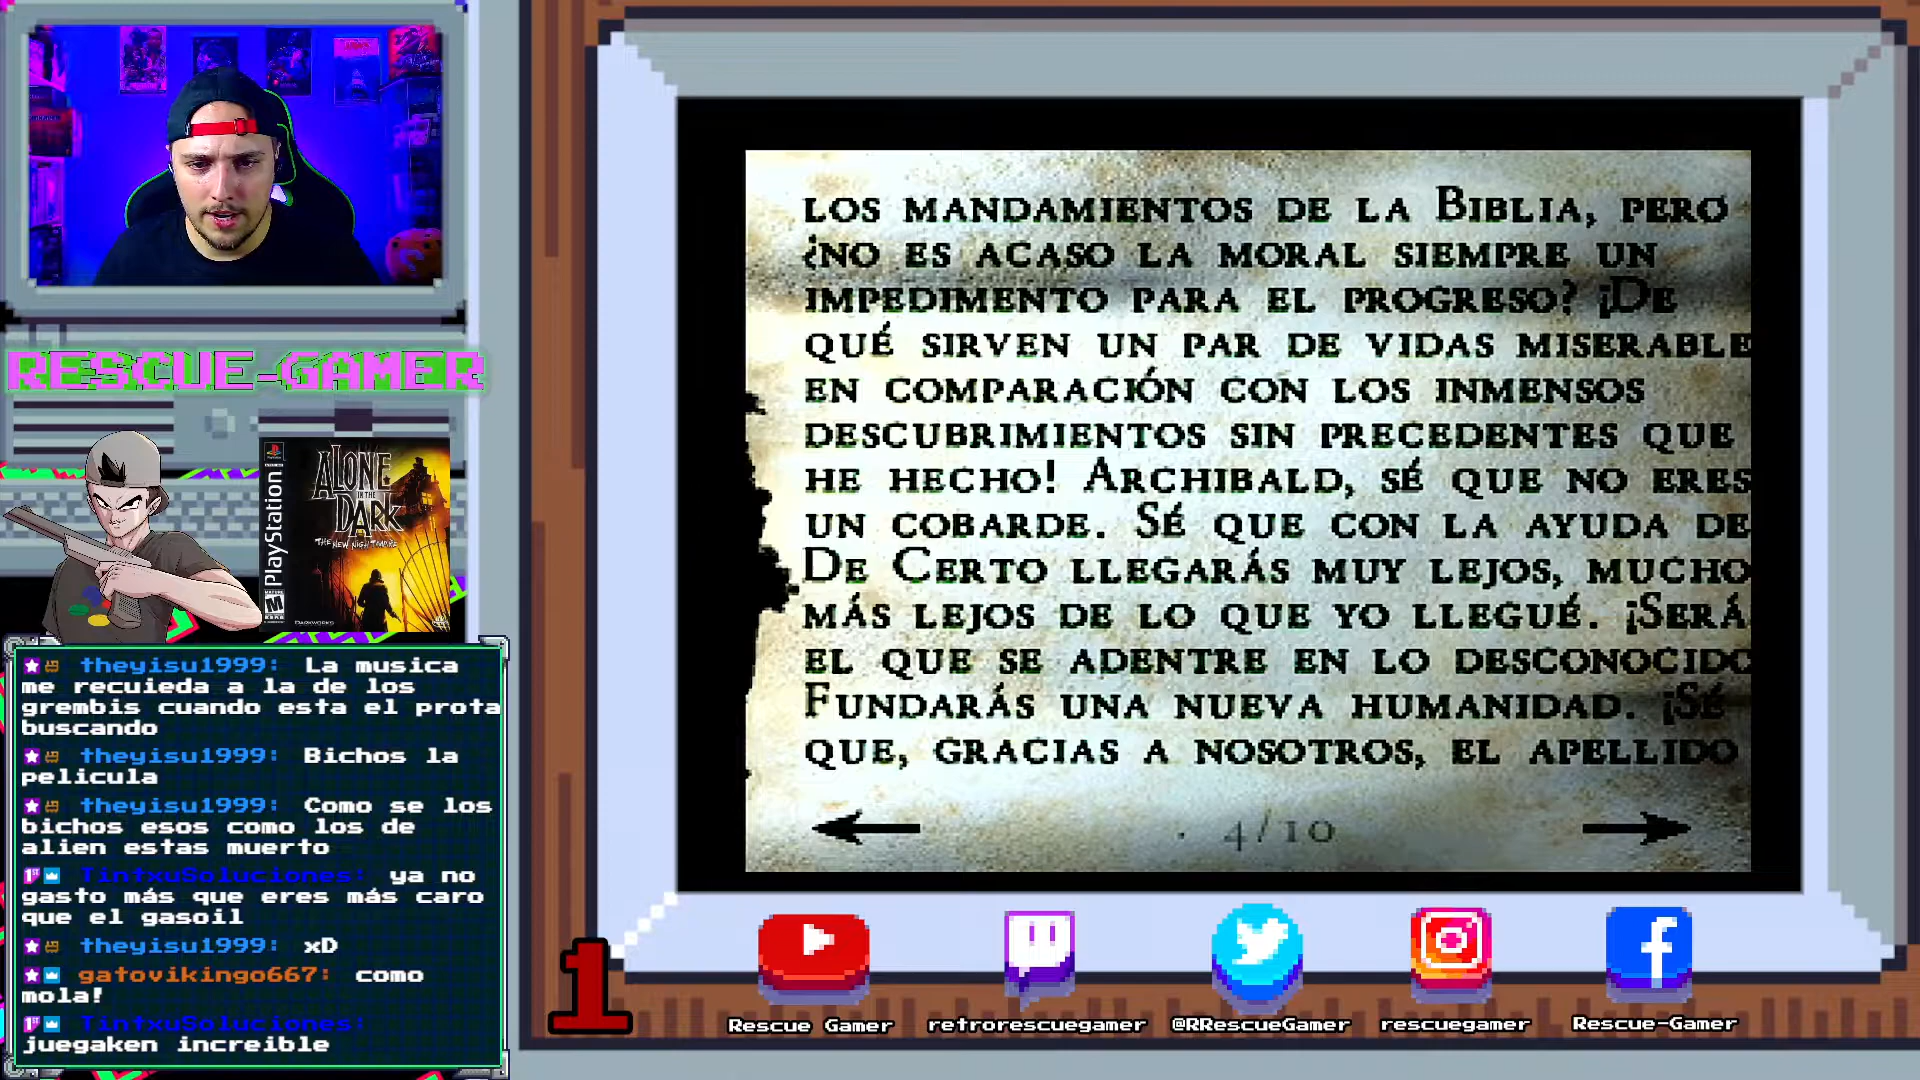 RESCUE-GAMER
PlayStation
ALONE
IN THE
DARK
THE NEW NIGHTMARE
DARKWORKS
theyisu1999: La musica
me recuieda a la de los
grembis cuando esta el prota
buscando
theyisu1999: Bichos la
pelicula
theyisu1999: Como se los
bichos esos como los de
alien estas muerto
TintxuSoluciones: ya no
gasto más que eres más caro
que el gasoil
theyisu1999: xD
gatovikingo667: como
mola!
TintxuSoluciones:
juegaken increible
LOS MANDAMIENTOS DE LA BIBLIA, PERO
¿NO ES ACASO LA MORAL SIEMPRE UN
IMPEDIMENTO PARA EL PROGRESO? ¡DE
QUÉ SIRVEN UN PAR DE VIDAS MISERABLE
EN COMPARACIÓN CON LOS INMENSOS
DESCUBRIMIENTOS SIN PRECEDENTES QUE
HE HECHO! ARCHIBALD, SÉ QUE NO ERES
UN COBARDE. SÉ QUE CON LA AYUDA DE
DE CERTO LLEGARÁS MUY LEJOS, MUCHO
MÁS LEJOS DE LO QUE YO LLEGUÉ. ¡SERÁ
EL QUE SE ADENTRE EN LO DESCONOCIDO
FUNDARÁS UNA NUEVA HUMANIDAD. ¡SÉ
QUE, GRACIAS A NOSOTROS, EL APELLIDO
4/10
1
Rescue Gamer
retrorescuegamer
@RRescueGamer
rescuegamer
Rescue-Gamer